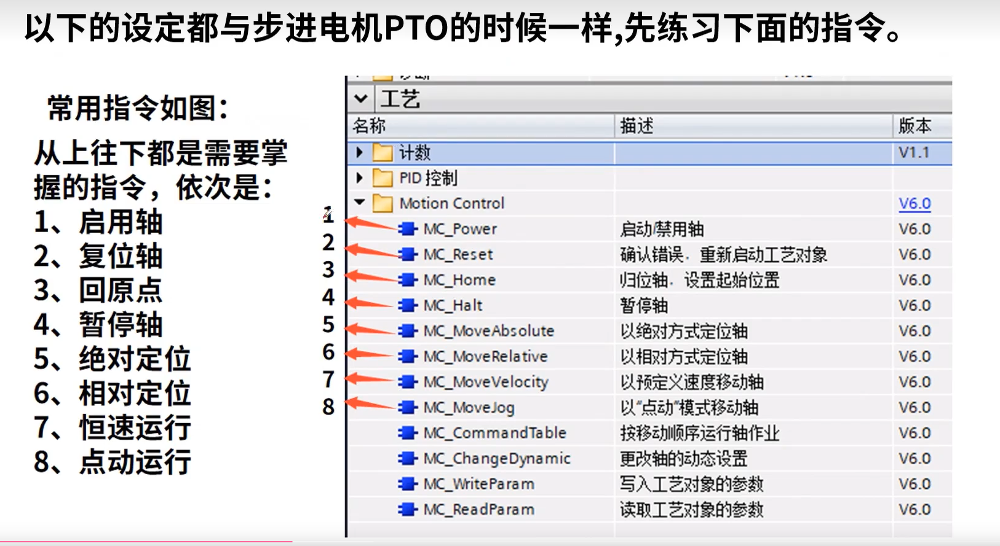 以下的设定都与步进电机PTO的时候一样,先练习下面的指令。
常用指令如图：
从上往下都是需要掌
握的指令，依次是：
1、启用轴
2、复位轴
3、回原点
4、暂停轴
5、绝对定位
6、相对定位
7、恒速运行
8、点动运行
工艺
名称 描述 版本
计数 V1.1
PID 控制
Motion Control V6.0
1 MC_Power 启动/禁用轴 V6.0
2 MC_Reset 确认错误，重新启动工艺对象 V6.0
3 MC_Home 归位轴，设置起始位置 V6.0
4 MC_Halt 暂停轴 V6.0
5 MC_MoveAbsolute 以绝对方式定位轴 V6.0
6 MC_MoveRelative 以相对方式定位轴 V6.0
7 MC_MoveVelocity 以预定义速度移动轴 V6.0
8 MC_MoveJog 以“点动”模式移动轴 V6.0
MC_CommandTable 按移动顺序运行轴作业 V6.0
MC_ChangeDynamic 更改轴的动态设置 V6.0
MC_WriteParam 写入工艺对象的参数 V6.0
MC_ReadParam 读取工艺对象的参数 V6.0